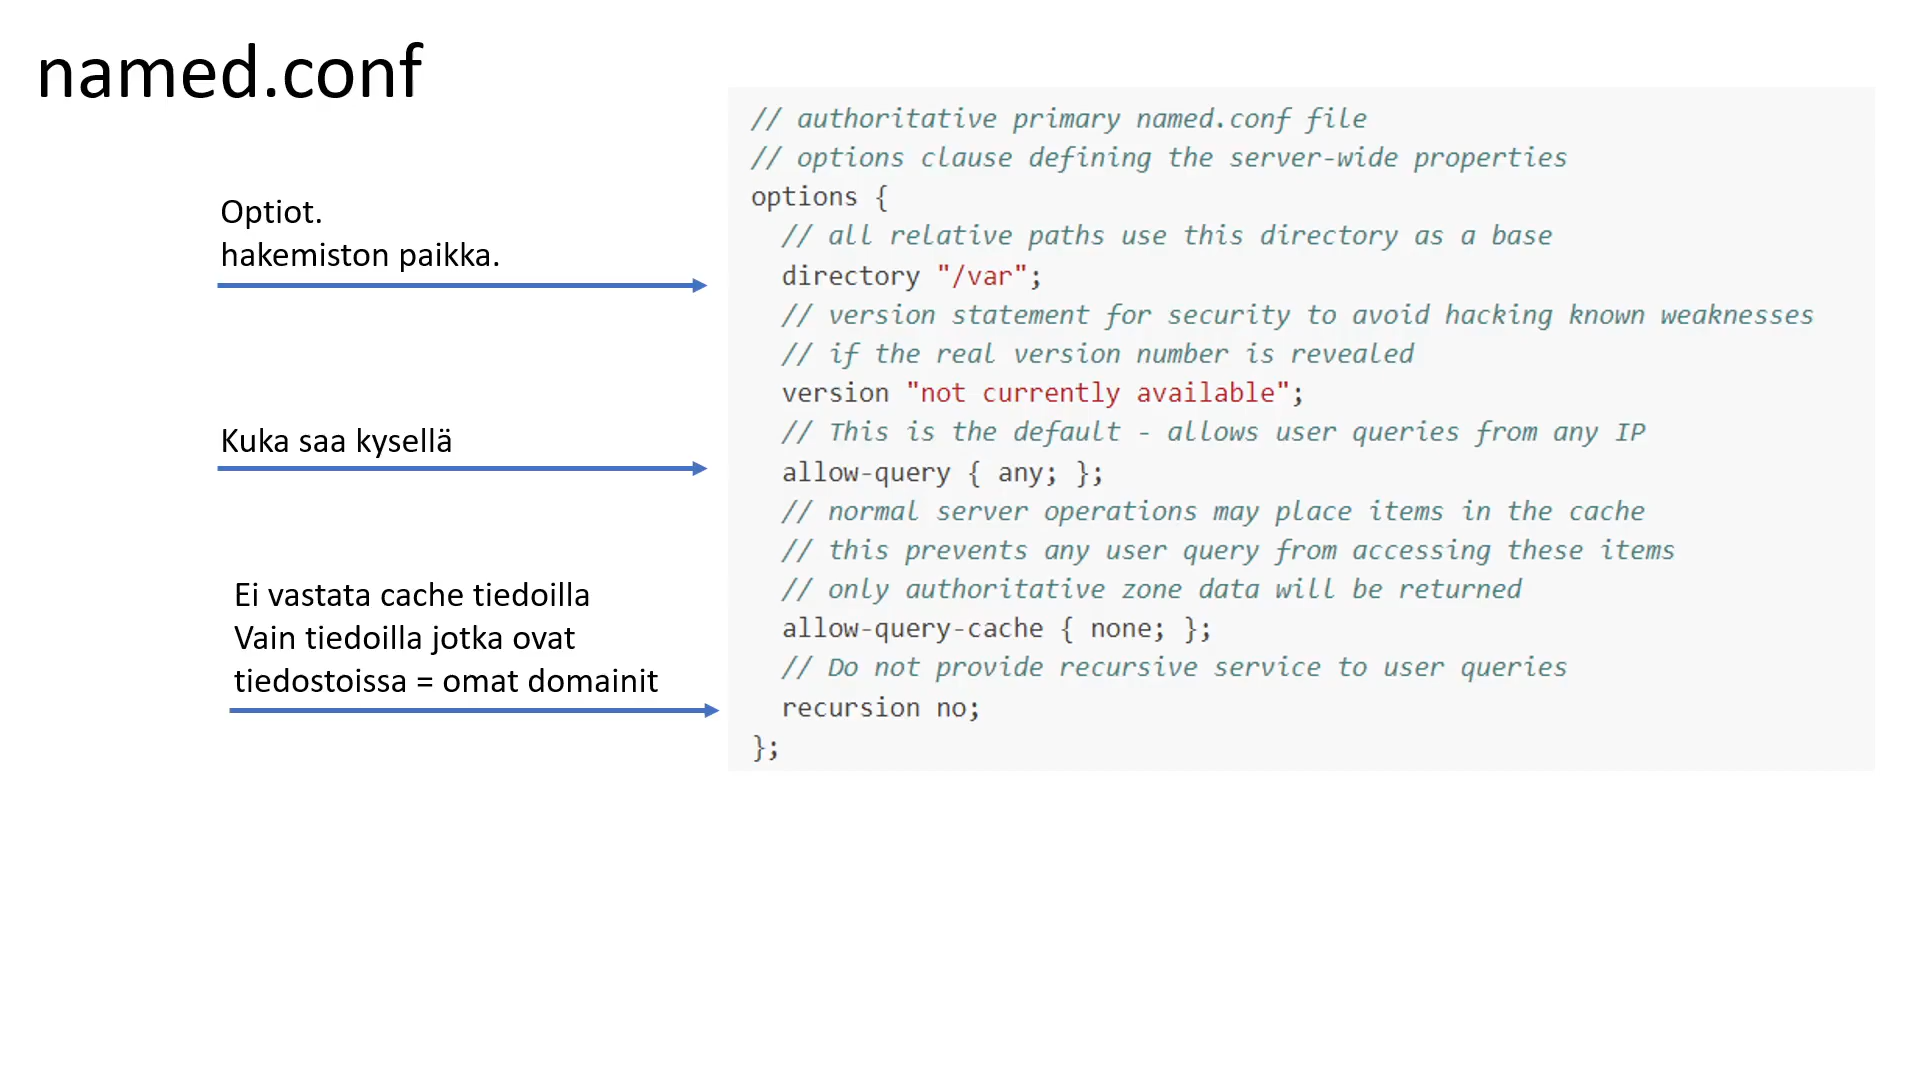 named.conf
Optiot.
hakemiston paikka.
Kuka saa kysellä
Ei vastata cache tiedoilla
Vain tiedoilla jotka ovat
tiedostoissa = omat domainit
// authoritative primary named.conf file
// options clause defining the server-wide properties
options {
  // all relative paths use this directory as a base
  directory "/var";
  // version statement for security to avoid hacking known weaknesses
  // if the real version number is revealed
  version "not currently available";
  // This is the default - allows user queries from any IP
  allow-query { any; };
  // normal server operations may place items in the cache
  // this prevents any user query from accessing these items
  // only authoritative zone data will be returned
  allow-query-cache { none; };
  // Do not provide recursive service to user queries
  recursion no;
};